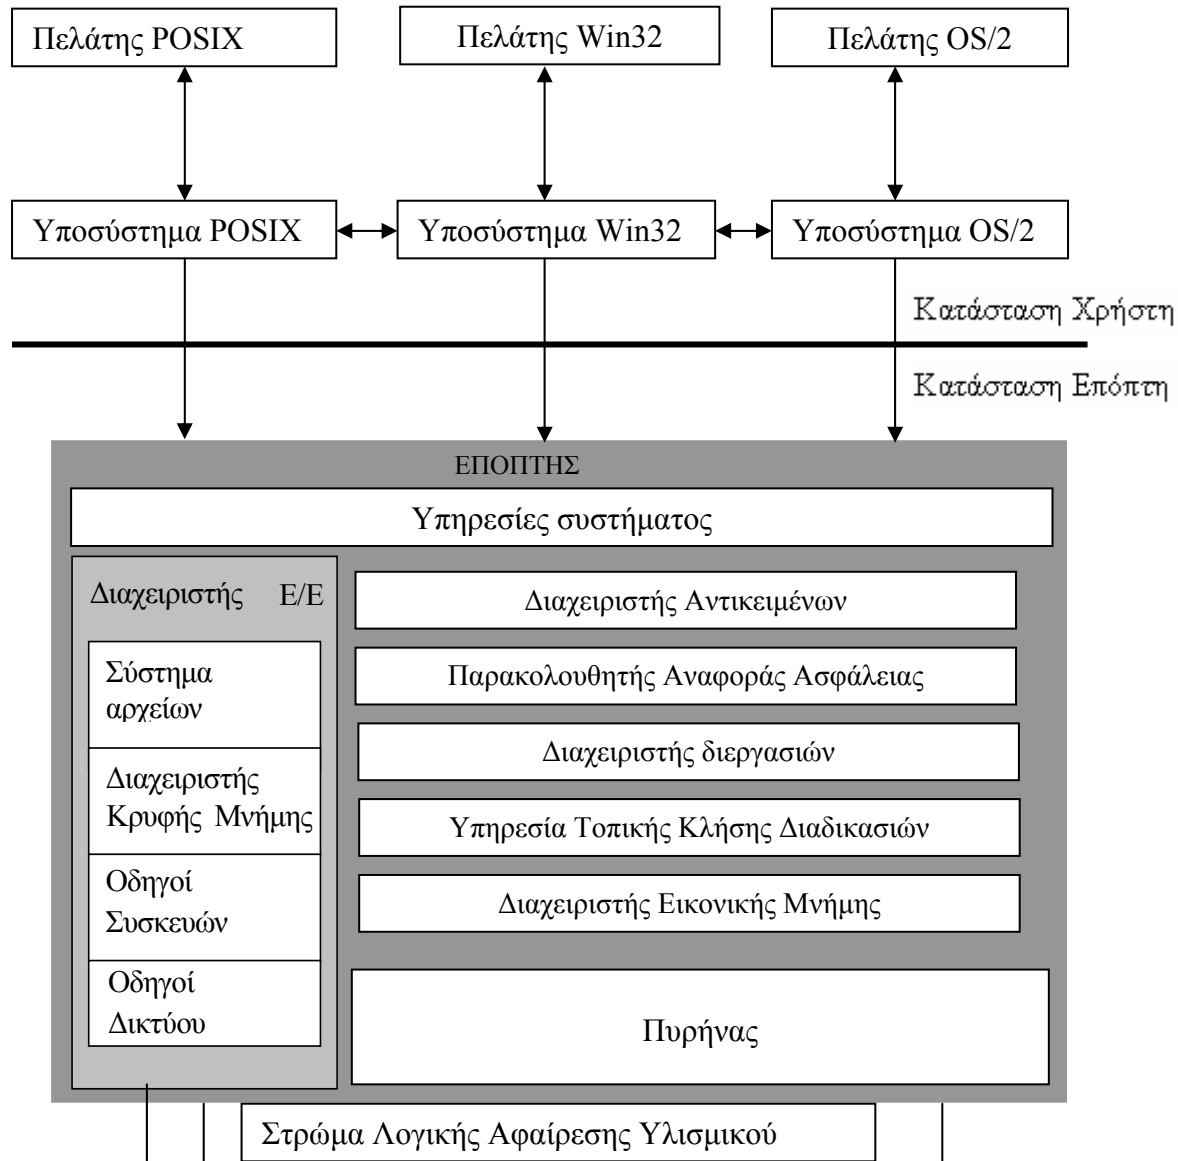 Πελάτης POSIX
Πελάτης Win32
Πελάτης OS/2
Υποσύστημα POSIX
Υποσύστημα Win32
Υποσύστημα OS/2
Κατάσταση Χρήστη
Κατάσταση Επόπτη
ΕΠΟΠΤΗΣ
Υπηρεσίες συστήματος
Διαχειριστής Ε/Ε
Σύστημα
αρχείων
Διαχειριστής
Κρυφής Μνήμης
Οδηγοί
Συσκευών
Οδηγοί
Δικτύου
Διαχειριστής Αντικειμένων
Παρακολουθητής Αναφοράς Ασφάλειας
Διαχειριστής διεργασιών
Υπηρεσία Τοπικής Κλήσης Διαδικασιών
Διαχειριστής Εικονικής Μνήμης
Πυρήνας
Στρώμα Λογικής Αφαίρεσης Υλισμικού